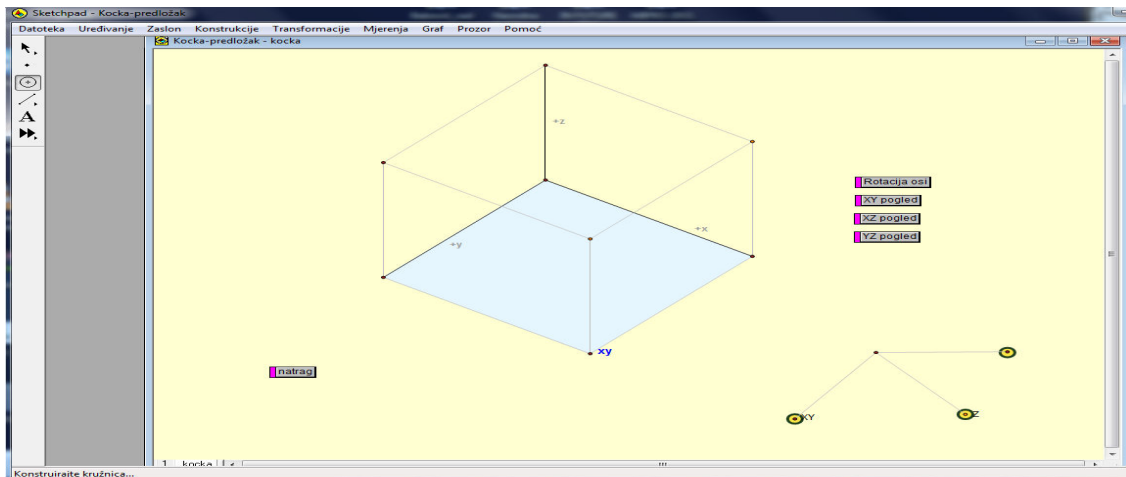 Sketchpad - Kocka-predložak
Datoteka Uređivanje Zaslon Konstrukcije Transformacije Mjerenja Graf Prozor Pomoć
Kocka-predložak - kocka
A
+z
Rotacija osi
XY pogled
+x
XZ pogled
YZ pogled
+y
xy
natrag
XY
Z
1 kocka
Konstruirajte kružnica...